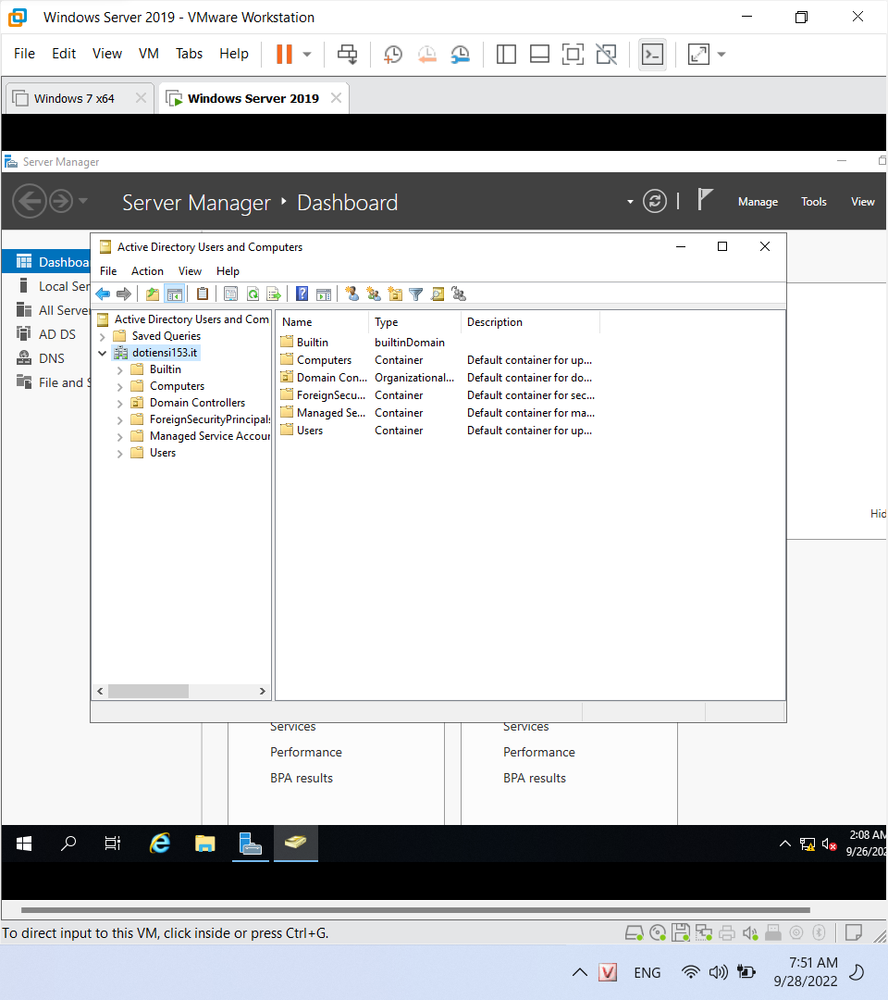 Windows Server 2019 - VMware Workstation
File Edit View VM Tabs Help
Windows 7 x64
Windows Server 2019
Server Manager
Server Manager Dashboard
Manage Tools View
Dashboa
Local Ser
All Server
AD DS
DNS
File and S
Active Directory Users and Computers
File Action View Help
Active Directory Users and Com
Saved Queries
dotiensi153.it
Builtin
Computers
Domain Controllers
ForeignSecurityPrincipals
Managed Service Accour
Users
Name Type Description
Builtin builtinDomain
Computers Container Default container for up...
Domain Con... Organizational... Default container for do...
ForeignSecu... Container Default container for sec...
Managed Se... Container Default container for ma...
Users Container Default container for up...
Hid
Services
Performance
BPA results
Services
Performance
BPA results
2:08 AM
9/26/202
To direct input to this VM, click inside or press Ctrl+G.
V
ENG
7:51 AM
9/28/2022